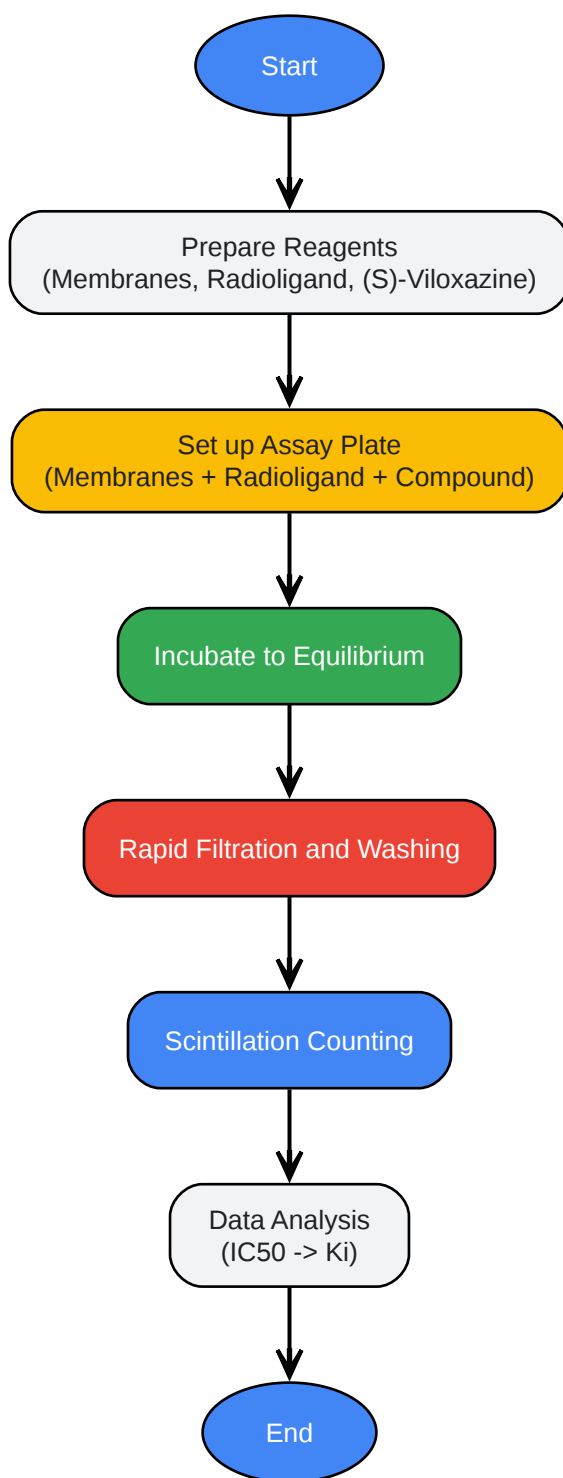 Start
Prepare Reagents
(Membranes, Radioligand, (S)-Viloxazine)
Set up Assay Plate
(Membranes + Radioligand + Compound)
Incubate to Equilibrium
Rapid Filtration and Washing
Scintillation Counting
Data Analysis
(IC50 -> Ki)
End